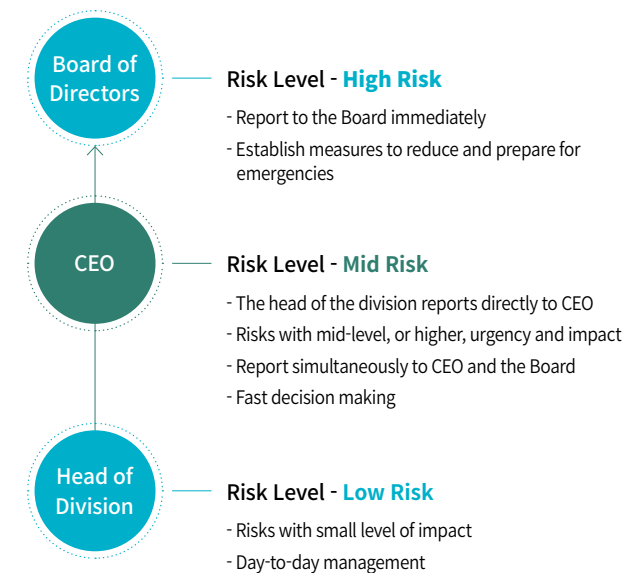 Board of
Directors
Risk Level - High Risk
- Report to the Board immediately
- Establish measures to reduce and prepare for
emergencies
CEO
Risk Level - Mid Risk
- The head of the division reports directly to CEO
- Risks with mid-level, or higher, urgency and impact
- Report simultaneously to CEO and the Board
- Fast decision making
Head of
Division
Risk Level - Low Risk
- Risks with small level of impact
- Day-to-day management